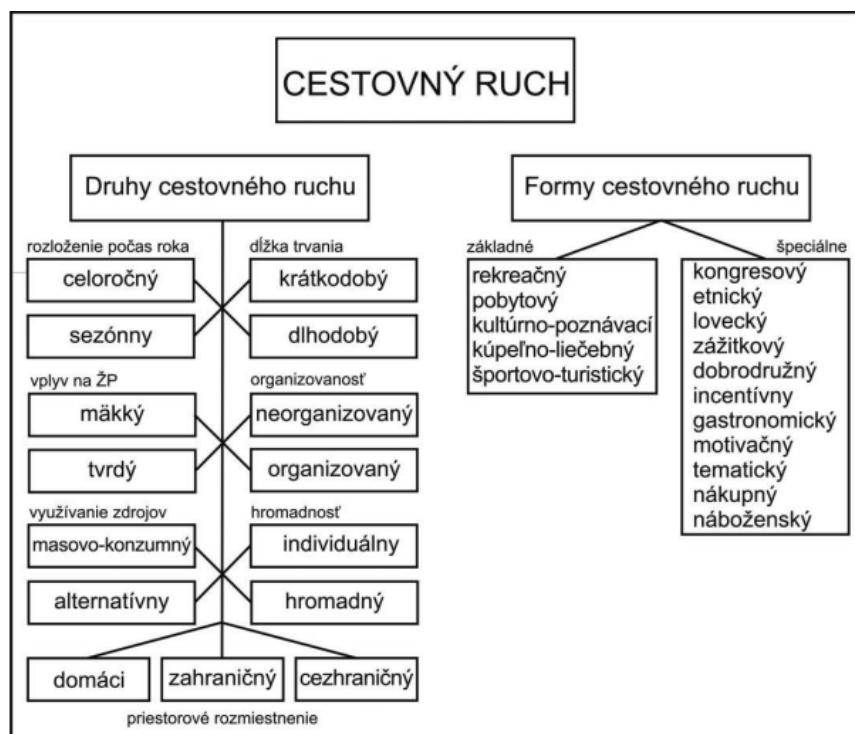 CESTOVNÝ RUCH
Druhy cestovného ruchu
rozloženie počas roka
celoročný
sezónny
dĺžka trvania
krátkodobý
dlhodobý
vplyv na ŽP
mäkký
tvrdý
organizovanosť
neorganizovaný
organizovaný
využívanie zdrojov
masovo-konzumný
alternatívny
hromadnosť
individuálny
hromadný
domáci
zahraničný
cezhraničný
priestorové rozmiestnenie
Formy cestovného ruchu
základné
rekreačný
pobytový
kultúrno-poznávací
kúpeľno-liečebný
športovo-turistický
špeciálne
kongresový
etnický
lovecký
zážitkový
dobrodružný
incentívny
gastronomický
motivačný
tematický
nákupný
náboženský